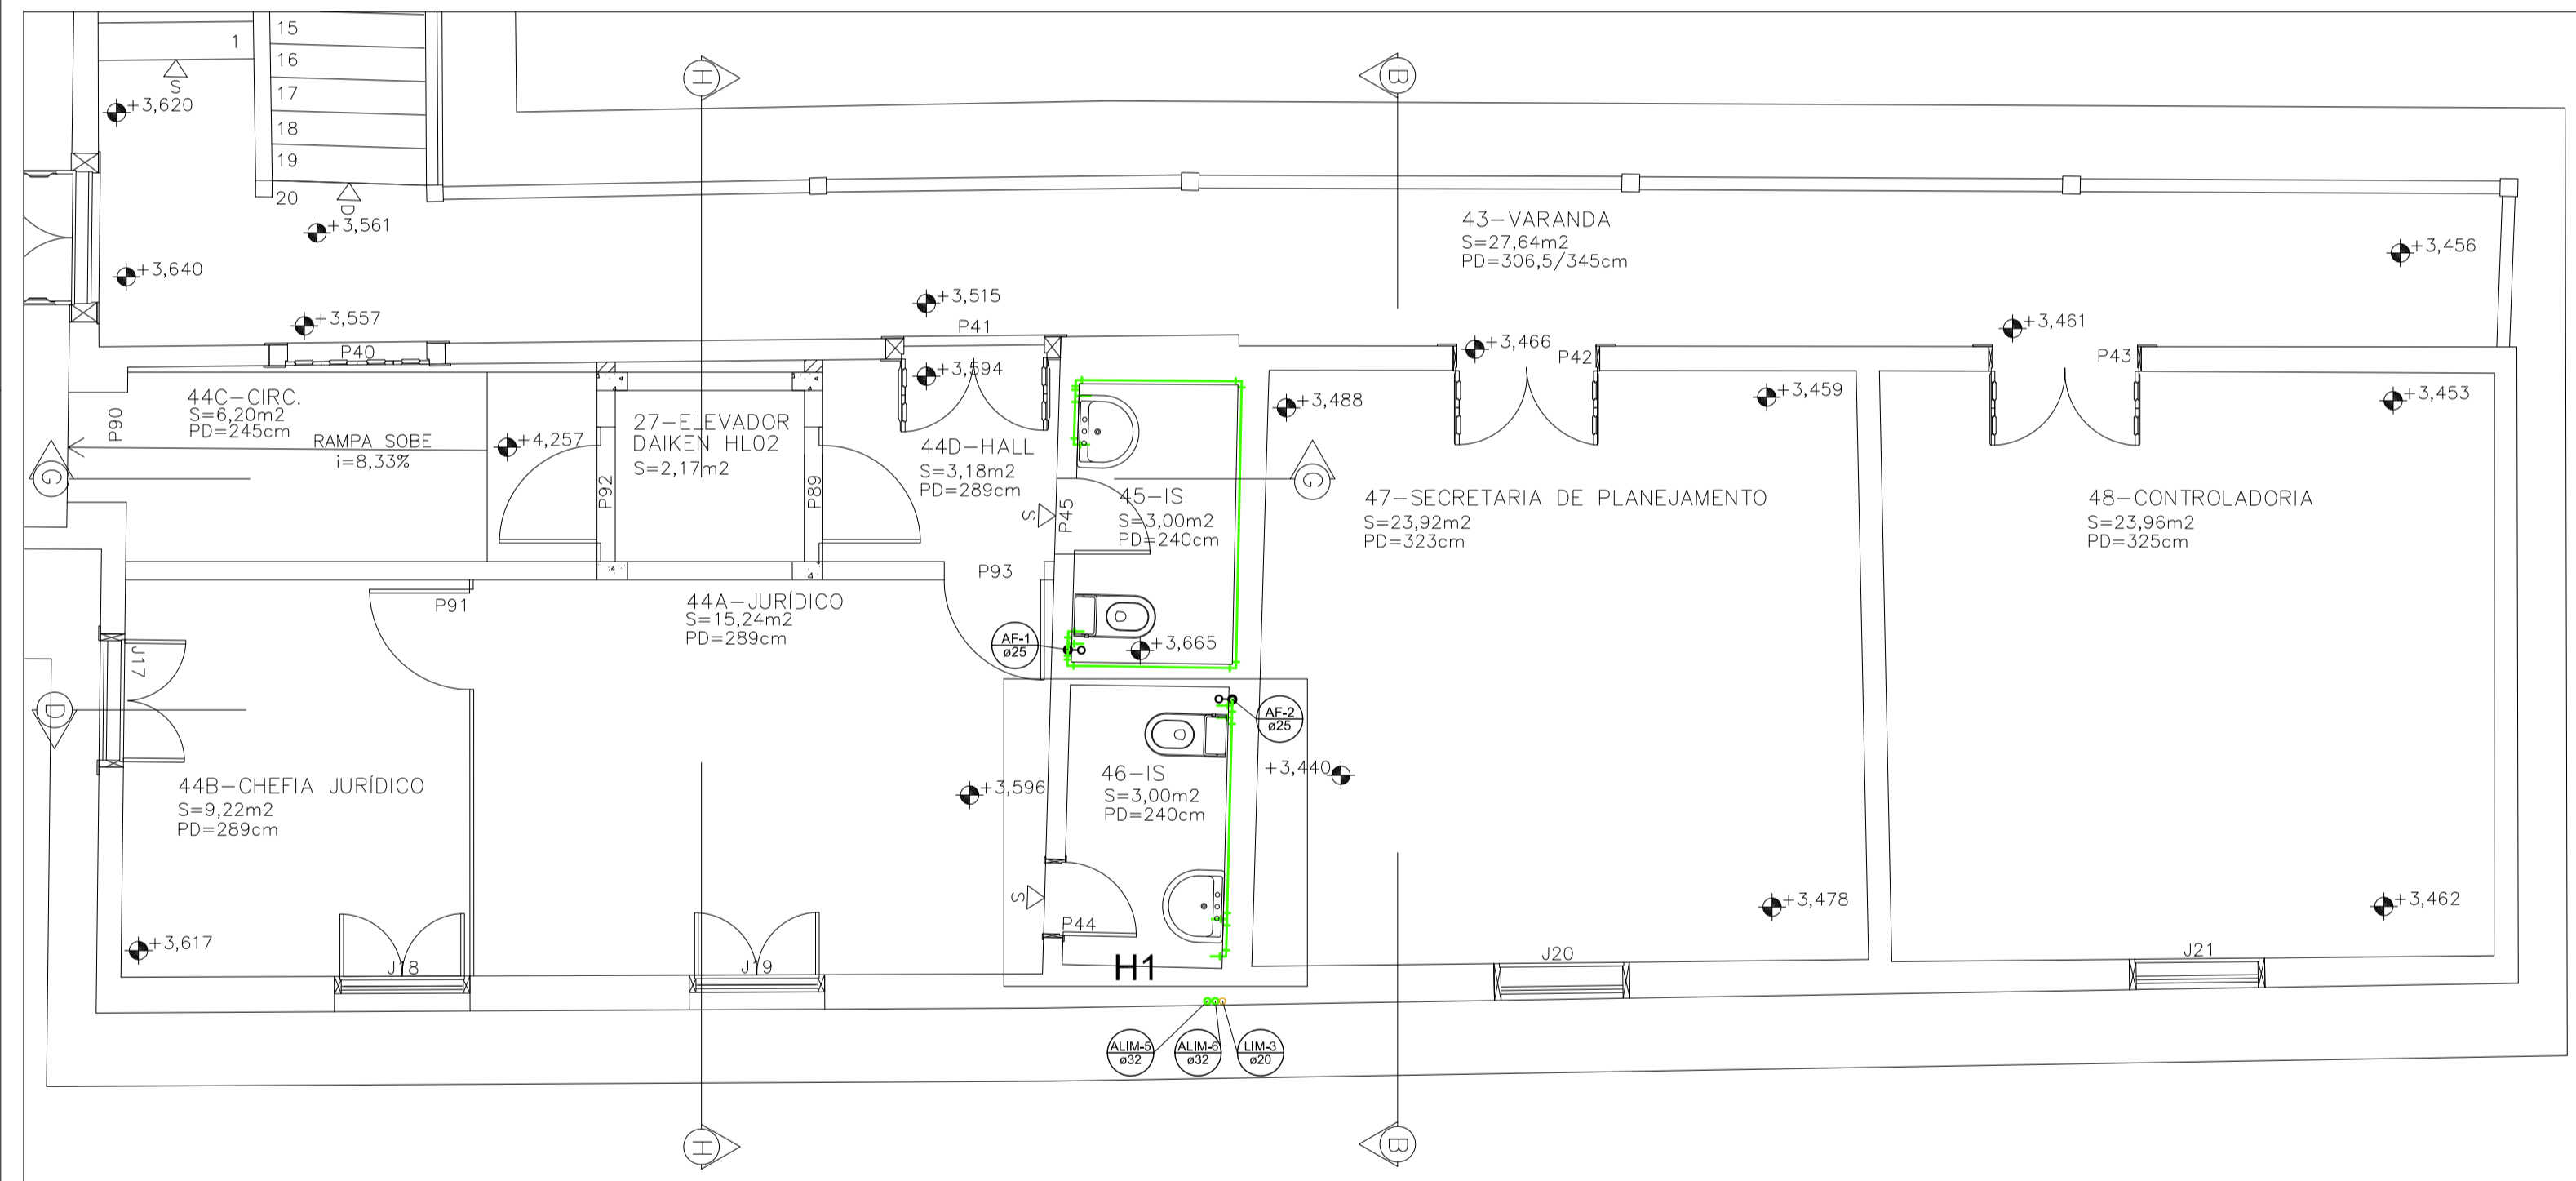 15
16
17
18
19
20
1
S
D
+3,620
+3,561
+3,640
+3,557
P40
H
B
43-VARANDA
S=27,64m2
PD=306,5/345cm
+3,456
+3,515
P41
+3,594
+3,466
P42
+3,461
P43
+3,488
+3,459
+3,453
44C-CIRC.
S=6,20m2
PD=245cm
P90
RAMPA SOBE
i=8,33%
G
+4,257
27-ELEVADOR
DAIKEN HL02
S=2,17m2
P92
P89
44D-HALL
S=3,18m2
PD=289cm
S
P45
45-IS
S=3,00m2
PD=240cm
G
47-SECRETARIA DE PLANEJAMENTO
S=23,92m2
PD=323cm
48-CONTROLADORIA
S=23,96m2
PD=325cm
P93
P91
44A-JURÍDICO
S=15,24m2
PD=289cm
AF-1
ø25
+3,665
J17
D
AF-2
ø25
44B-CHEFIA JURÍDICO
S=9,22m2
PD=289cm
+3,596
46-IS
S=3,00m2
PD=240cm
+3,440
S
P44
+3,478
+3,462
+3,617
J18
J19
H1
J20
J21
ALIM-5
ø32
ALIM-6
ø32
LIM-3
ø20
H
B